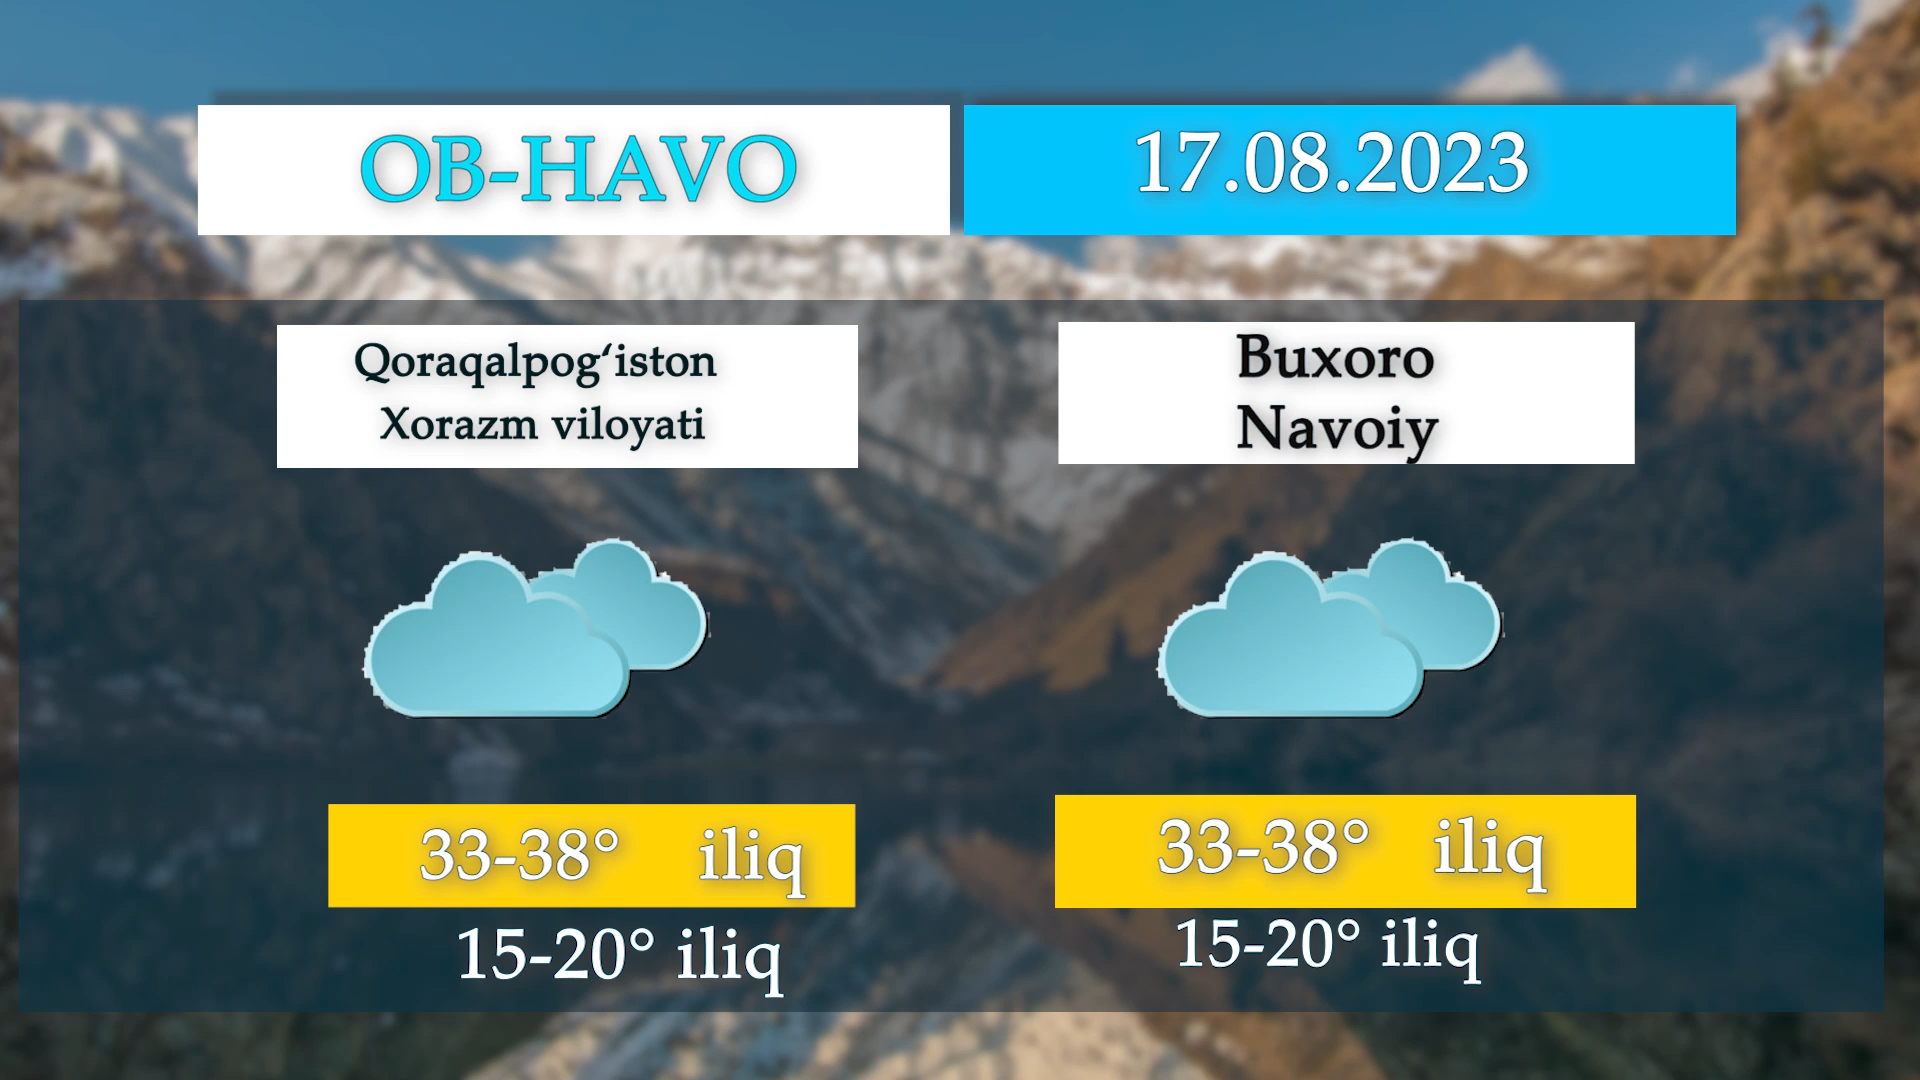 OB-HAVO
17.08.2023
Qoraqalpog‘iston
Xorazm viloyati
Buxoro
Navoiy
33-38° iliq
15-20° iliq
33-38° iliq
15-20° iliq